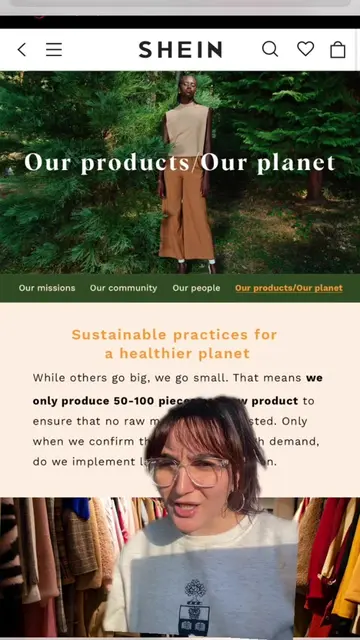 SHEIN
Our products/Our planet
Our missions Our community Our people Our products/Our planet
Sustainable practices for
a healthier planet
While others go big, we go small. That means we
only produce 50-100 product to
ensure that no raw Only
when we confirm demand,
do we implement